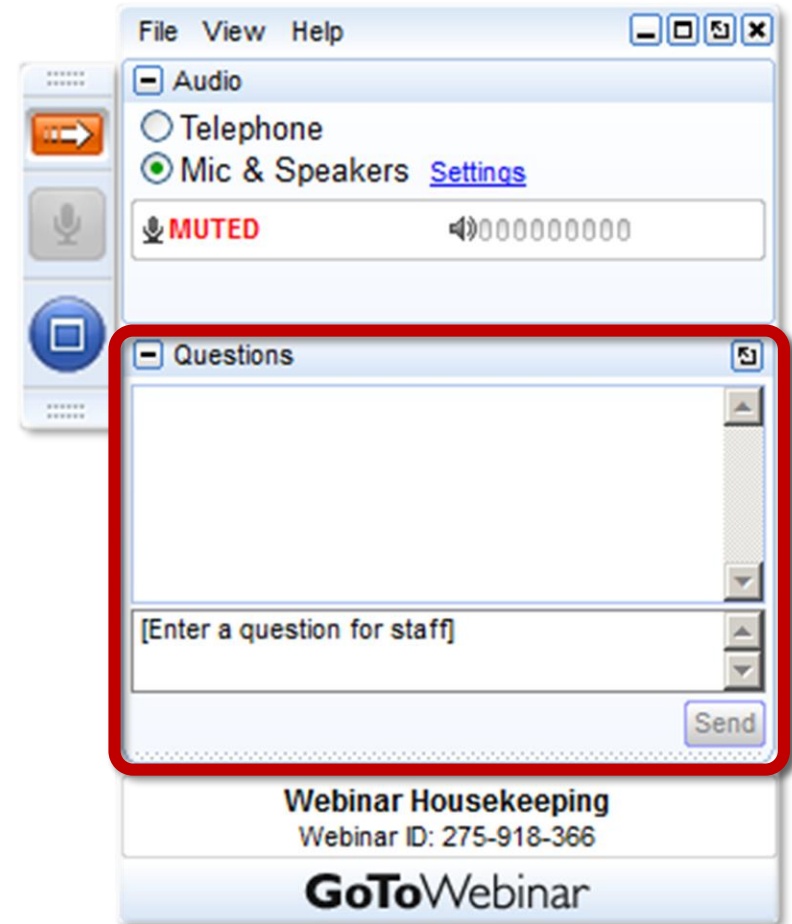 File View Help
Audio
Telephone
Mic & Speakers Settings
MUTED
Questions
[Enter a question for staff]
Send
Webinar Housekeeping
Webinar ID: 275-918-366
GoToWebinar